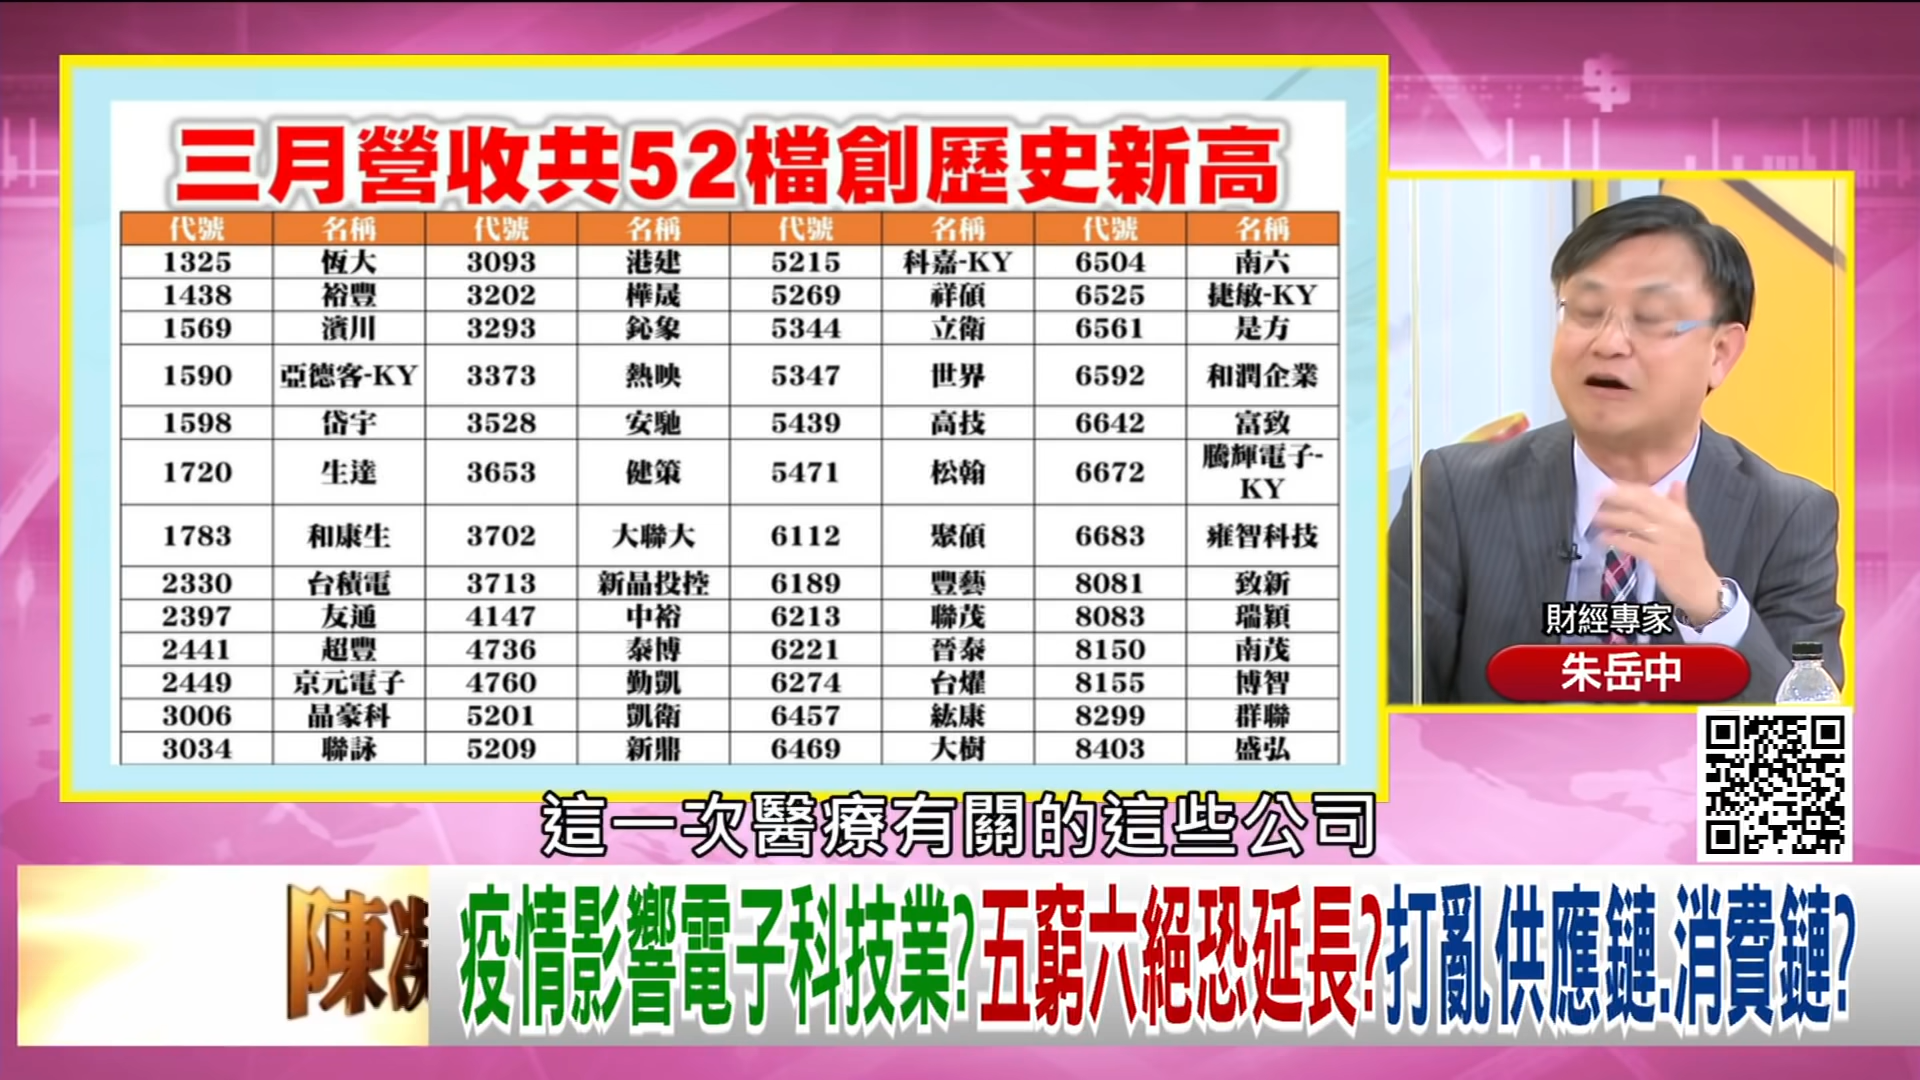 三月營收共52檔創歷史新高
代號 名稱 代號 名稱 代號 名稱 代號 名稱
1325 恆大 3093 港建 5215 科嘉-KY 6504 南六
1438 裕豐 3202 樺晟 5269 祥碩 6525 捷敏-KY
1569 濱川 3293 鈊象 5344 立衛 6561 是方
1590 亞德客-KY 3373 熱映 5347 世界 6592 和潤企業
1598 岱宇 3528 安馳 5439 高技 6642 富致
1720 生達 3653 健策 5471 松翰 6672 騰輝電子-KY
1783 和康生 3702 大聯大 6112 聚碩 6683 雍智科技
2330 台積電 3713 新晶投控 6189 豐藝 8081 致新
2397 友通 4147 中裕 6213 聯茂 8083 瑞穎
2441 超豐 4736 泰博 6221 晉泰 8150 南茂
2449 京元電子 4760 勤凱 6274 台燿 8155 博智
3006 晶豪科 5201 凱衛 6457 紘康 8299 群聯
3034 聯詠 5209 新鼎 6469 大樹 8403 盛弘
財經專家
朱岳中
這一次醫療有關的這些公司
陳
疫情影響電子科技業?五窮六絕恐延長?打亂供應鏈.消費鏈?